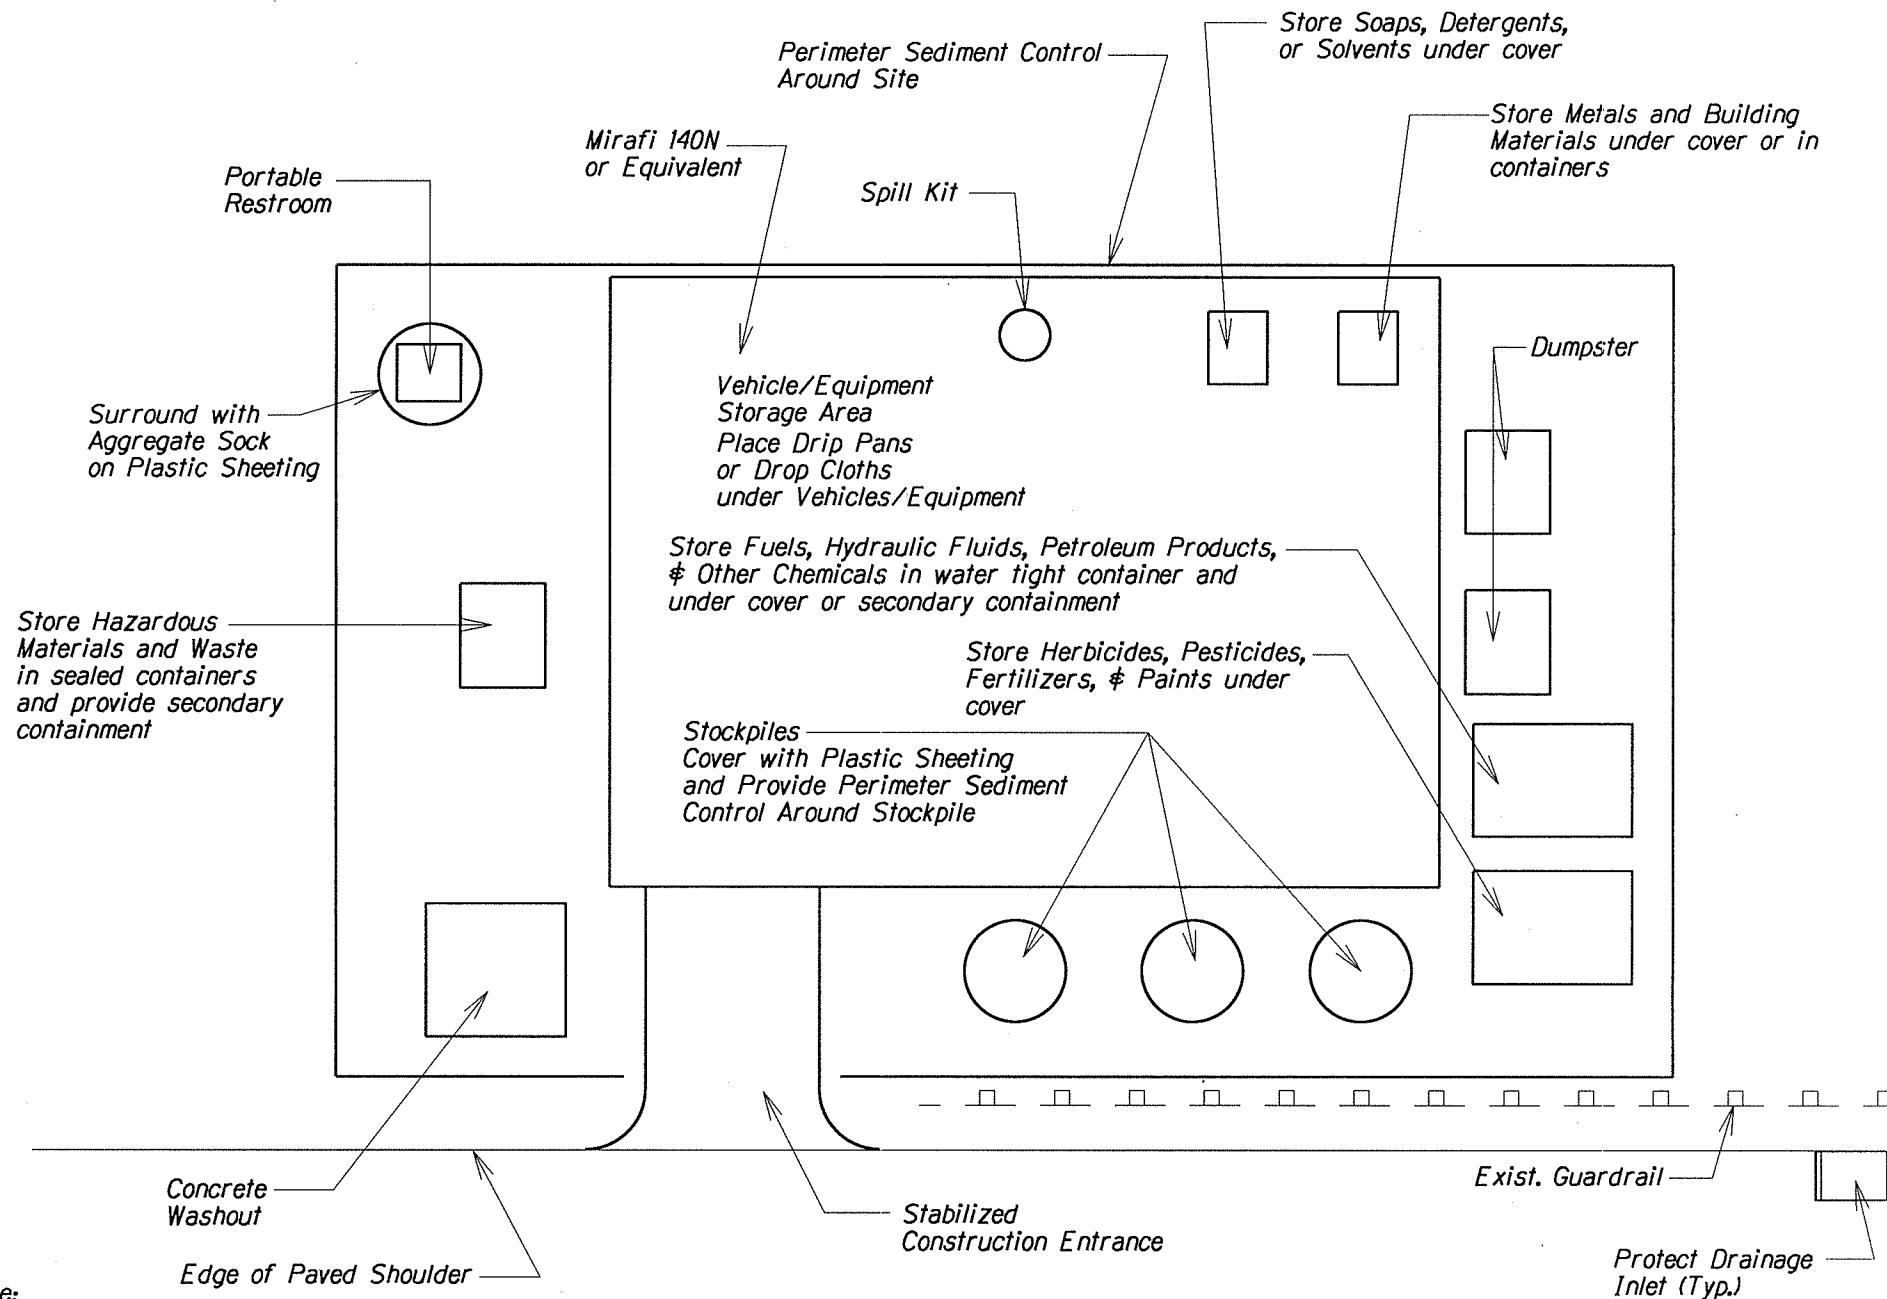 Store Soaps, Detergents,
or Solvents under cover
Perimeter Sediment Control
Around Site
Store Metals and Building
Materials under cover or in
containers
Mirafi 140N
or Equivalent
Portable
Restroom
Spill Kit
Dumpster
Surround with
Aggregate Sock
on Plastic Sheeting
Vehicle/Equipment
Storage Area
Place Drip Pans
or Drop Cloths
under Vehicles/Equipment
Store Fuels, Hydraulic Fluids, Petroleum Products,
& Other Chemicals in water tight container and
under cover or secondary containment
Store Hazardous
Materials and Waste
in sealed containers
and provide secondary
containment
Store Herbicides, Pesticides,
Fertilizers, & Paints under
cover
Stockpiles
Cover with Plastic Sheeting
and Provide Perimeter Sediment
Control Around Stockpile
Concrete
Washout
Exist. Guardrail
Stabilized
Construction Entrance
Edge of Paved Shoulder
Protect Drainage
Inlet (Typ.)